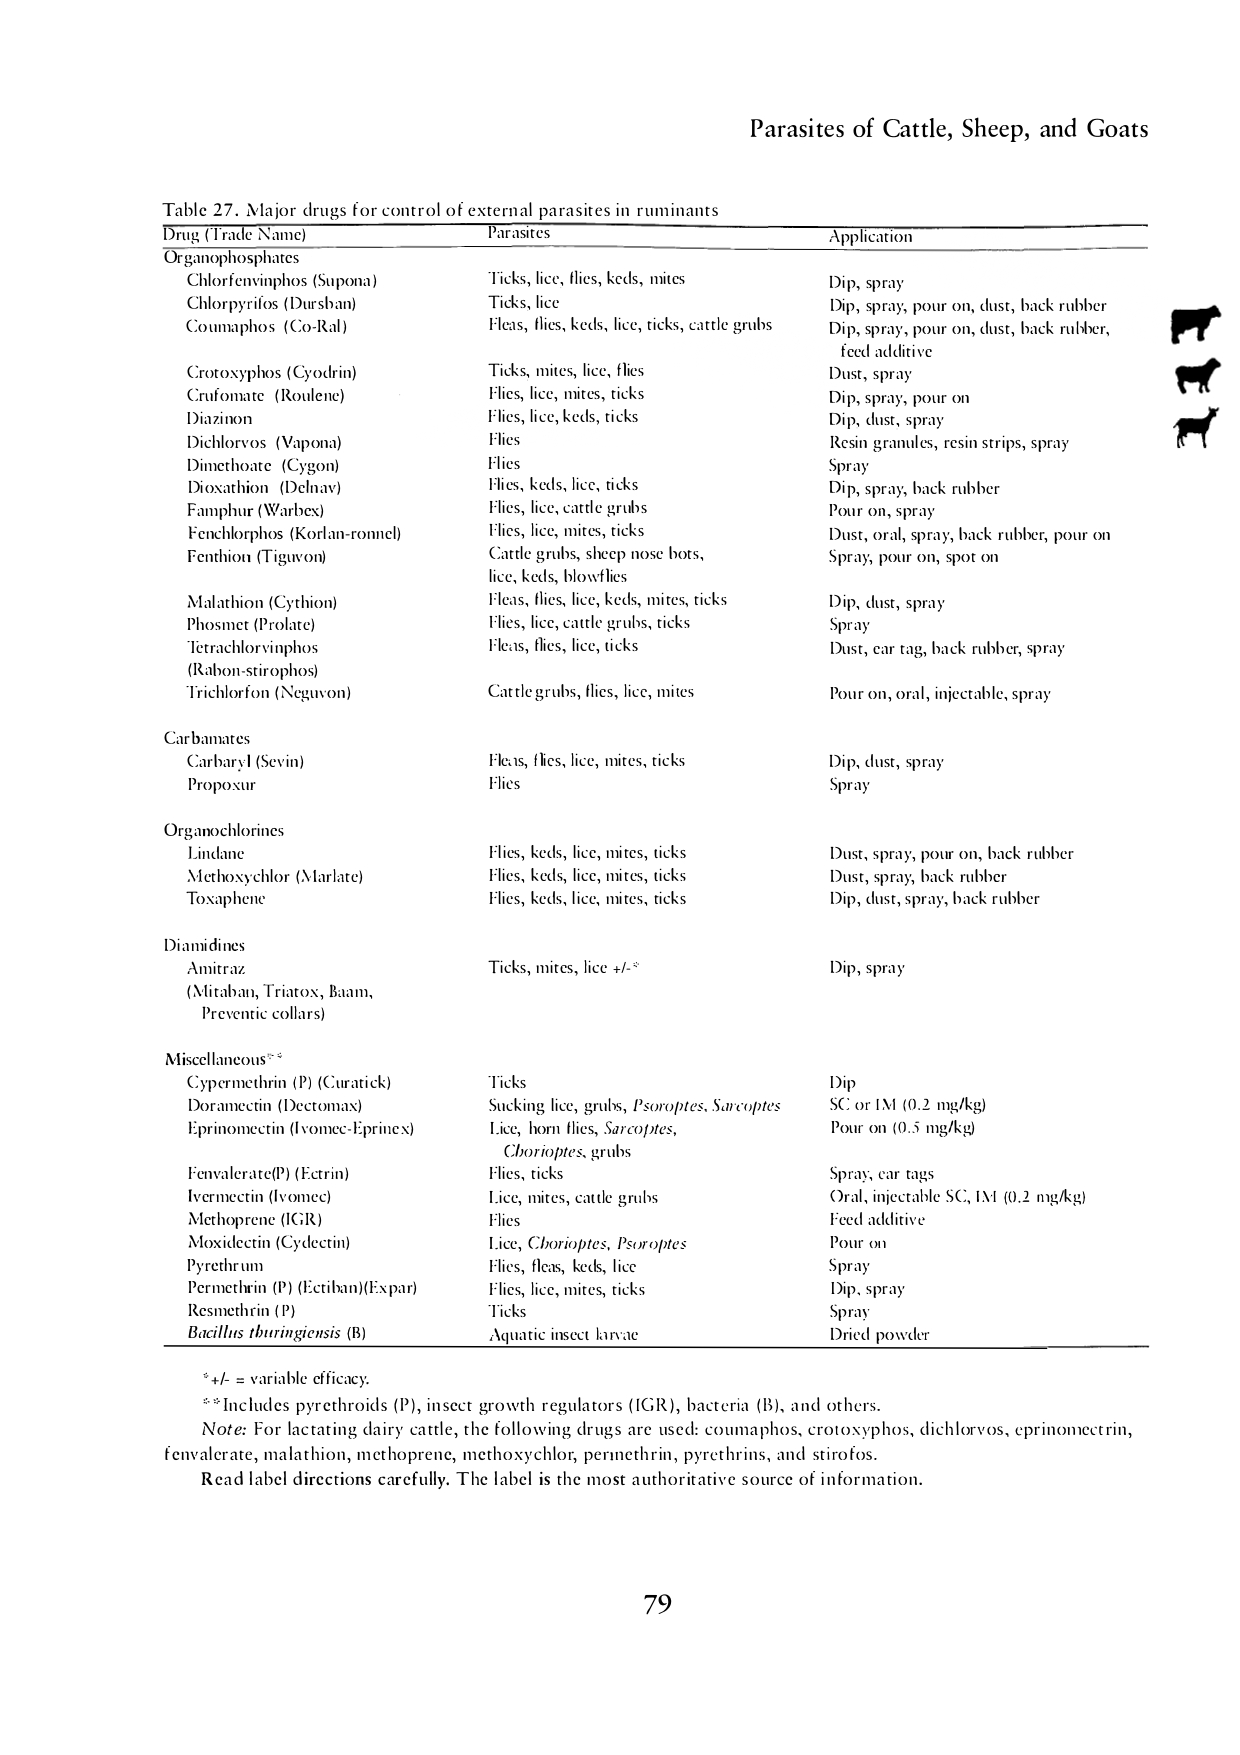 Parasites of Cattle, Sheep, and Goats
Table 27. Major drugs for control of external parasites in ruminants
Drug (Trade Name) Parasites Application
Organophosphates
Chlorfenvinphos (Supona) Ticks, lice, flies, keds, mites Dip, spray
Chlorpyrifos (Dursban) Ticks, lice Dip, spray, pour on, dust, back rubber
Coumaphos (Co-Ral) Fleas, flies, keds, lice, ticks, cattle grubs Dip, spray, pour on, dust, back rubber,
feed additive
Crotoxyphos (Cyodrin) Ticks, mites, lice, flies Dust, spray
Crufomate (Roulene) Flies, lice, mites, ticks Dip, spray, pour on
Diazinon Flies, lice, keds, ticks Dip, dust, spray
Dichlorvos (Vapona) Flies Resin granules, resin strips, spray
Dimethoate (Cygon) Flies Spray
Dioxathion (Delnav) Flies, keds, lice, ticks Dip, spray, back rubber
Famphur (Warbex) Flies, lice, cattle grubs Pour on, spray
Fenchlorphos (Korlan-ronnel) Flies, lice, mites, ticks Dust, oral, spray, back rubber, pour on
Fenthion (Tiguvon) Cattle grubs, sheep nose bots, Spray, pour on, spot on
lice, keds, blowflies
Malathion (Cythion) Fleas, flies, lice, keds, mites, ticks Dip, dust, spray
Phosmet (Prolate) Flies, lice, cattle grubs, ticks Spray
Tetrachlorvinphos Fleas, flies, lice, ticks Dust, ear tag, back rubber, spray
(Rabon-stirophos)
Trichlorfon (Neguvon) Cattle grubs, flies, lice, mites Pour on, oral, injectable, spray
Carbamates
Carbaryl (Sevin) Fleas, flies, lice, mites, ticks Dip, dust, spray
Propoxur Flies Spray
Organochlorines
Lindane Flies, keds, lice, mites, ticks Dust, spray, pour on, back rubber
Methoxychlor (Marlate) Flies, keds, lice, mites, ticks Dust, spray, back rubber
Toxaphene Flies, keds, lice, mites, ticks Dip, dust, spray, back rubber
Diamidines
Amitraz Ticks, mites, lice +/-* Dip, spray
(Mitaban, Triatox, Baam,
Preventic collars)
Miscellaneous**
Cypermethrin (P) (Curatick) Ticks Dip
Doramectin (Dectomax) Sucking lice, grubs, Psoroptes, Sarcoptes SC or IM (0.2 mg/kg)
Eprinomectin (Ivomec-Eprinex) Lice, horn flies, Sarcoptes, Pour on (0.5 mg/kg)
Chorioptes, grubs
Fenvalerate(P) (Ectrin) Flies, ticks Spray, ear tags
Ivermectin (Ivomec) Lice, mites, cattle grubs Oral, injectable SC, IM (0.2 mg/kg)
Methoprene (IGR) Flies Feed additive
Moxidectin (Cydectin) Lice, Chorioptes, Psoroptes Pour on
Pyrethrum Flies, fleas, keds, lice Spray
Permethrin (P) (Ectiban)(Expar) Flies, lice, mites, ticks Dip, spray
Resmethrin (P) Ticks Spray
Bacillus thuringiensis (B) Aquatic insect larvae Dried powder
*+/- = variable efficacy.
**Includes pyrethroids (P), insect growth regulators (IGR), bacteria (B), and others.
Note: For lactating dairy cattle, the following drugs are used: coumaphos, crotoxyphos, dichlorvos, eprinomectrin,
fenvalerate, malathion, methoprene, methoxychlor, permethrin, pyrethrins, and stirofos.
Read label directions carefully. The label is the most authoritative source of information.
79